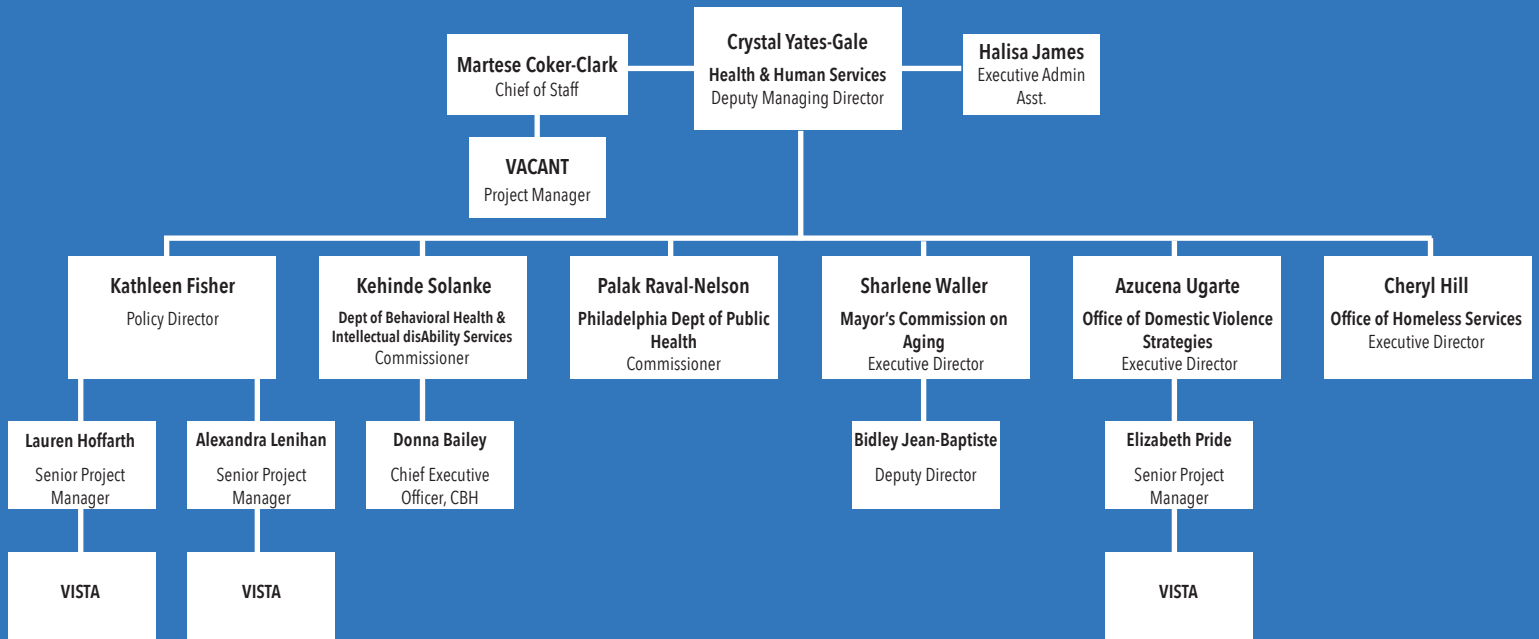 Crystal Yates-Gale
Health & Human Services
Deputy Managing Director
Martese Coker-Clark
Chief of Staff
Halisa James
Executive Admin
Asst.
VACANT
Project Manager
Kathleen Fisher
Policy Director
Kehinde Solanke
Dept of Behavioral Health &
Intellectual disAbility Services
Commissioner
Palak Raval-Nelson
Philadelphia Dept of Public
Health
Commissioner
Sharlene Waller
Mayor’s Commission on
Aging
Executive Director
Azucena Ugarte
Office of Domestic Violence
Strategies
Executive Director
Cheryl Hill
Office of Homeless Services
Executive Director
Lauren Hoffarth
Senior Project
Manager
Alexandra Lenihan
Senior Project
Manager
Donna Bailey
Chief Executive
Officer, CBH
Bidley Jean-Baptiste
Deputy Director
Elizabeth Pride
Senior Project
Manager
VISTA
VISTA
VISTA